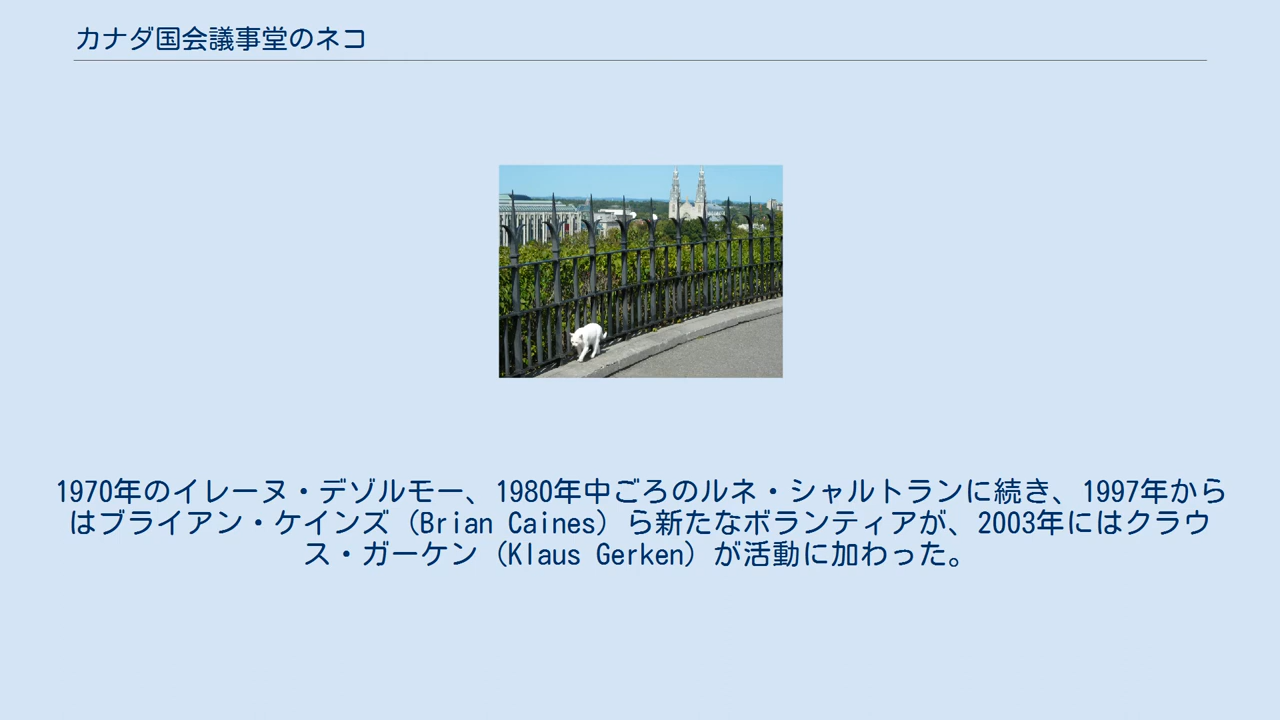 カナダ国会議事堂のネコ
1970年のイレーヌ・デゾルモー、1980年中ごろのルネ・シャルトランに続き、1997年から
はブライアン・ケインズ（Brian Caines）ら新たなボランティアが、2003年にはクラウ
ス・ガーケン（Klaus Gerken）が活動に加わった。